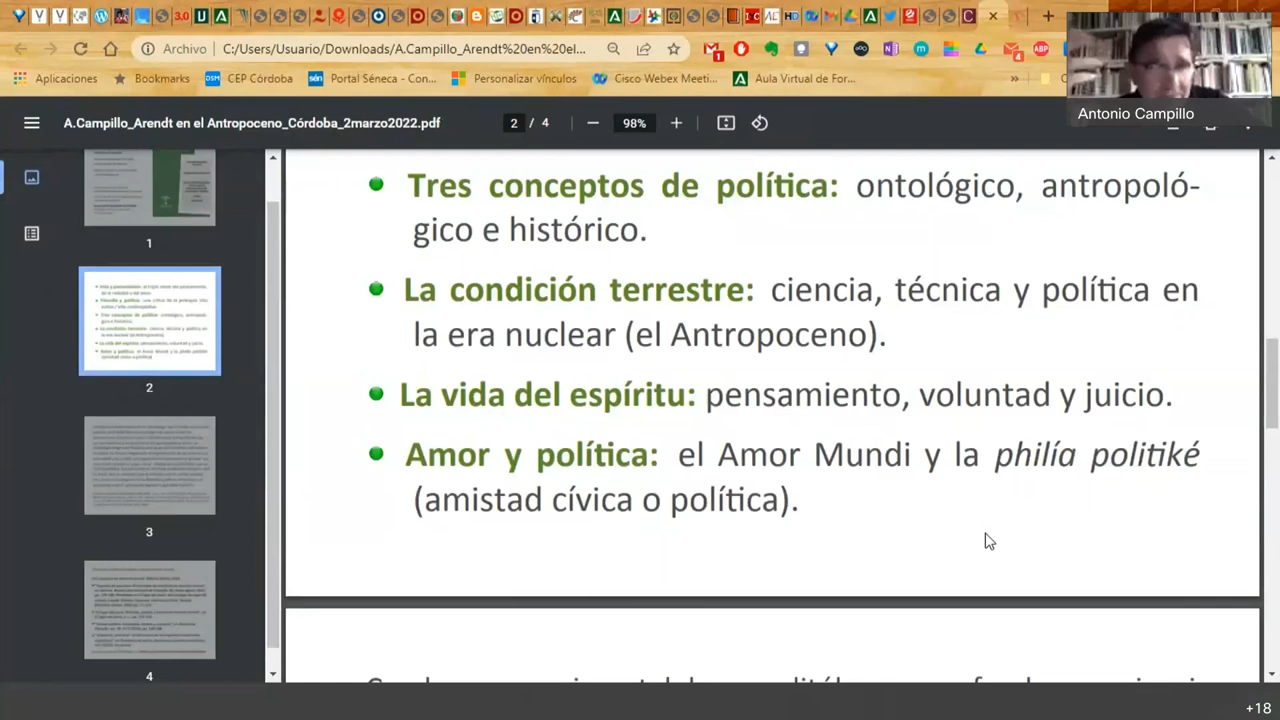 Archivo C:/Users/Usuario/Downloads/A.Campillo_Arendt%20en%20el...
Aplicaciones Bookmarks CEP Córdoba Portal Séneca - Con... Personalizar vínculos Cisco Webex Meeti... Aula Virtual de For... »
Antonio Campillo
A.Campillo_Arendt en el Antropoceno_Córdoba_2marzo2022.pdf 2 / 4 98%
Tres conceptos de política: ontológico, antropoló-
gico e histórico.
La condición terrestre: ciencia, técnica y política en
la era nuclear (el Antropoceno).
La vida del espíritu: pensamiento, voluntad y juicio.
Amor y política: el Amor Mundi y la philía politiké
(amistad cívica o política).
1
2
3
4
+18